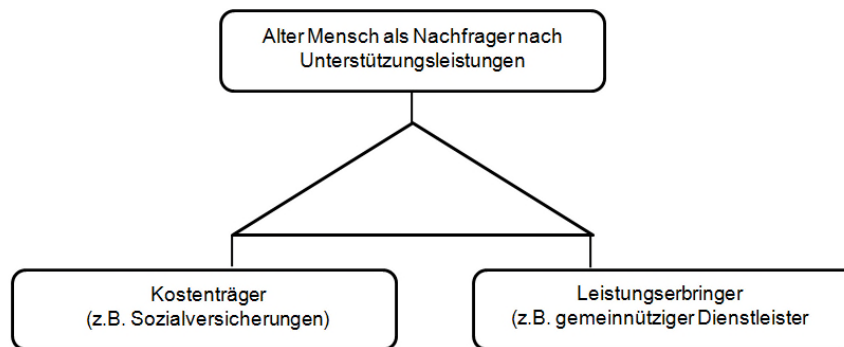 Alter Mensch als Nachfrager nach
Unterstützungsleistungen
Kostenträger
(z.B. Sozialversicherungen)
Leistungserbringer
(z.B. gemeinnütziger Dienstleister